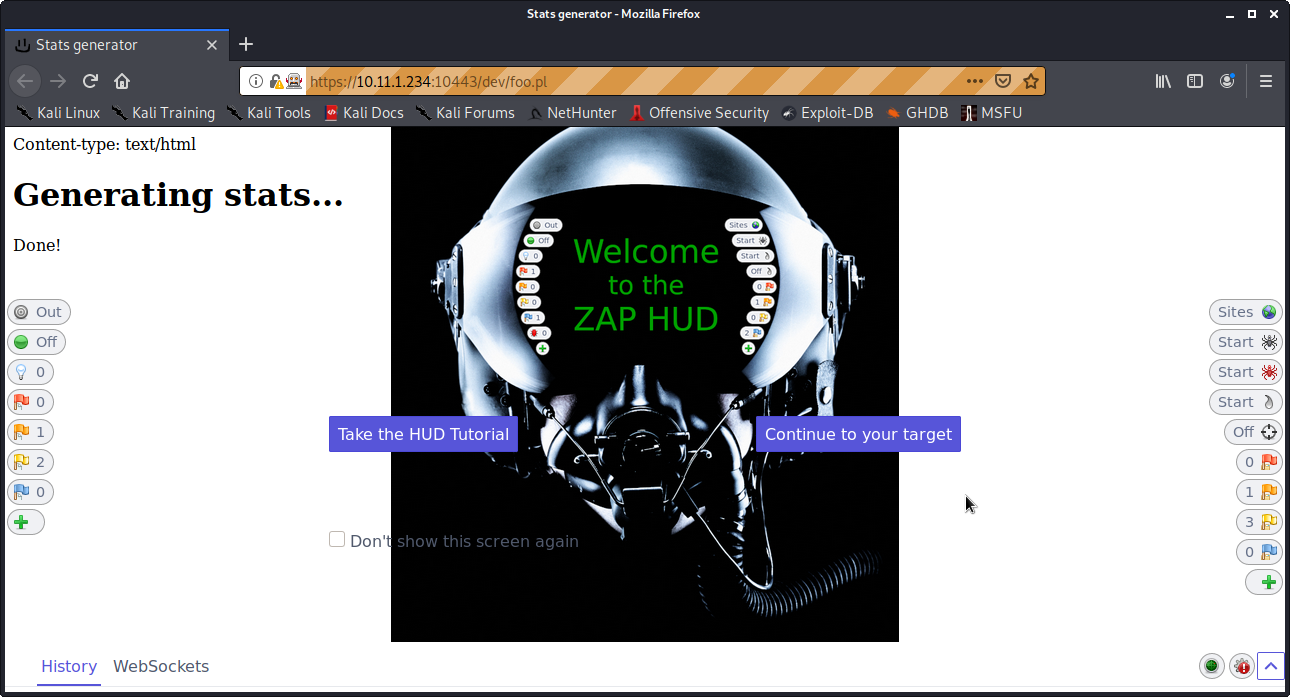 Stats generator - Mozilla Firefox
Stats generator
https://10.11.1.234:10443/dev/foo.pl
Kali Linux Kali Training Kali Tools Kali Docs Kali Forums NetHunter Offensive Security Exploit-DB GHDB MSFU
Content-type: text/html
Generating stats...
Done!
Out
Off
0
0
1
2
0
Out
Off
0
1
0
0
1
0
Welcome
to the
ZAP HUD
Sites
Start
Start
Off
0
1
0
2
Take the HUD Tutorial
Continue to your target
Don't show this screen again
Sites
Start
Start
Start
Off
0
1
3
0
History WebSockets